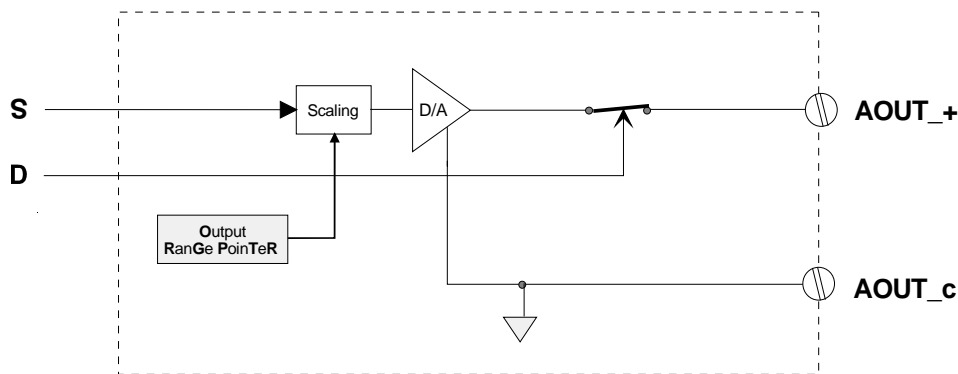 S
Scaling
D/A
AOUT_+
D
Output
RanGe PoinTeR
AOUT_c